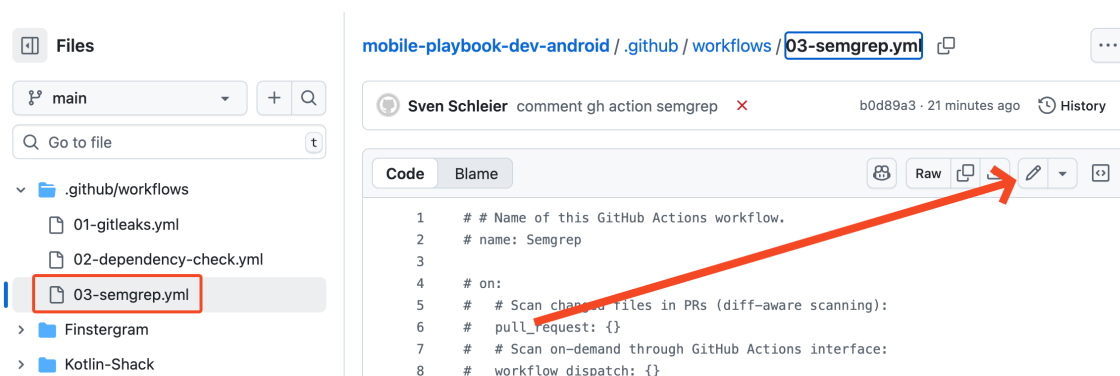 Files
main
Go to file
t
.github/workflows
01-gitleaks.yml
02-dependency-check.yml
03-semgrep.yml
Finstergram
Kotlin-Shack
mobile-playbook-dev-android / .github / workflows / 03-semgrep.yml
Sven Schleier comment gh action semgrep b0d89a3 · 21 minutes ago History
Code Blame Raw
1 # # Name of this GitHub Actions workflow.
2 # name: Semgrep
3
4 # on:
5 #   # Scan changed files in PRs (diff-aware scanning):
6 #   pull_request: {}
7 #   # Scan on-demand through GitHub Actions interface:
8 #   workflow_dispatch: {}